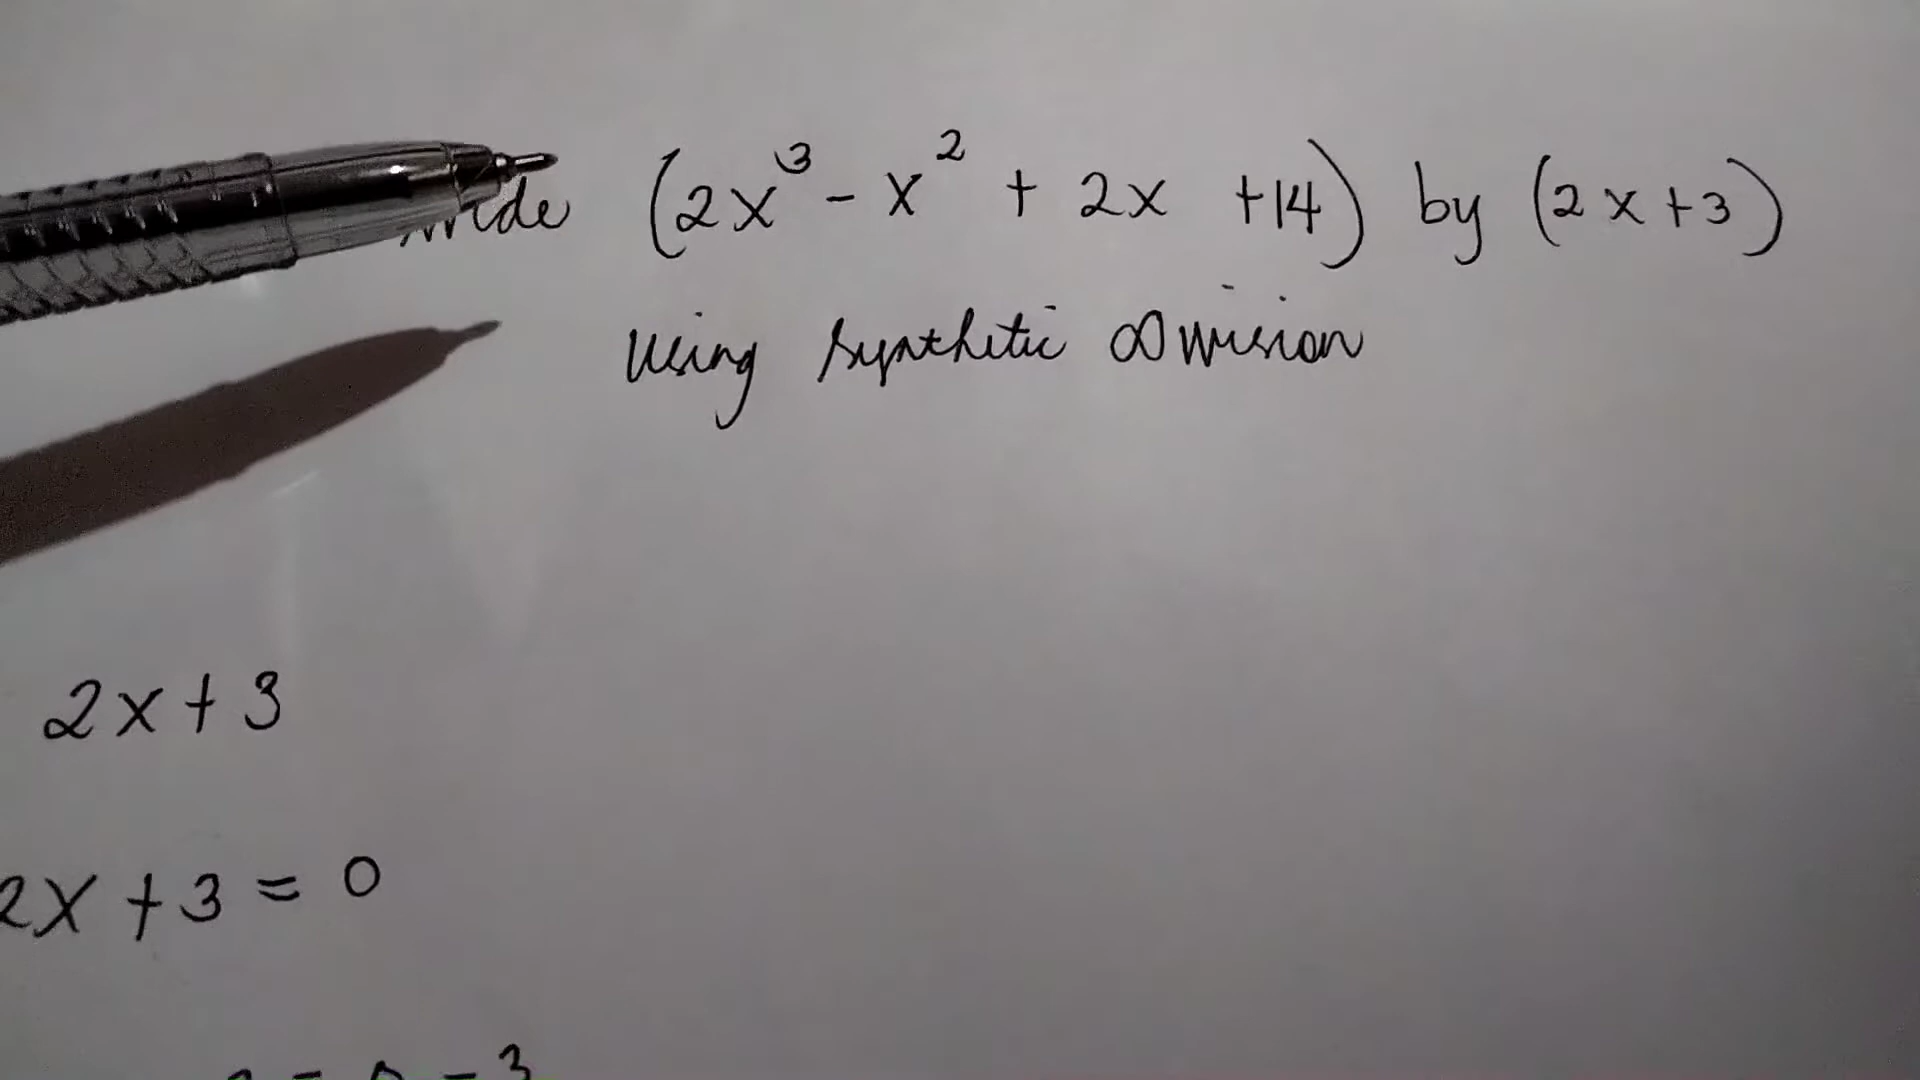 (2x³ - x² + 2x + 14) by (2x + 3)
using synthetic Division
2x + 3
2x + 3 = 0